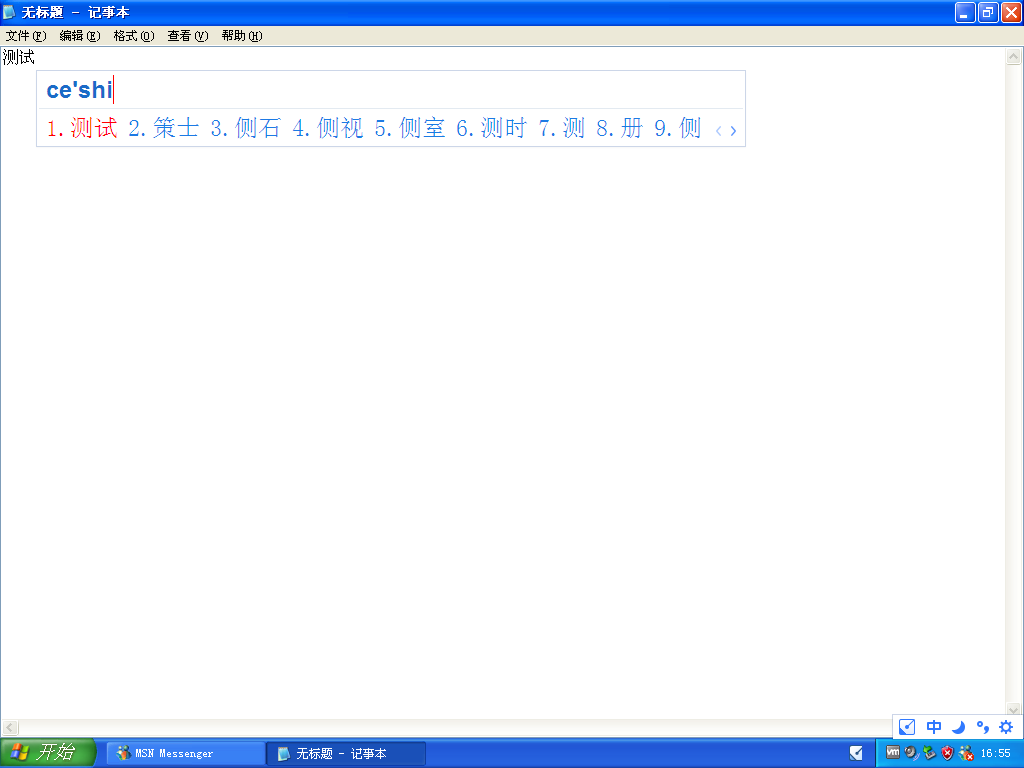 无标题 - 记事本
文件(F) 编辑(E) 格式(O) 查看(V) 帮助(H)
测试
ce'shi
1.测试 2.策士 3.侧石 4.侧视 5.侧室 6.测时 7.测 8.册 9.侧
中
开始 MSN Messenger 无标题 - 记事本 16:55